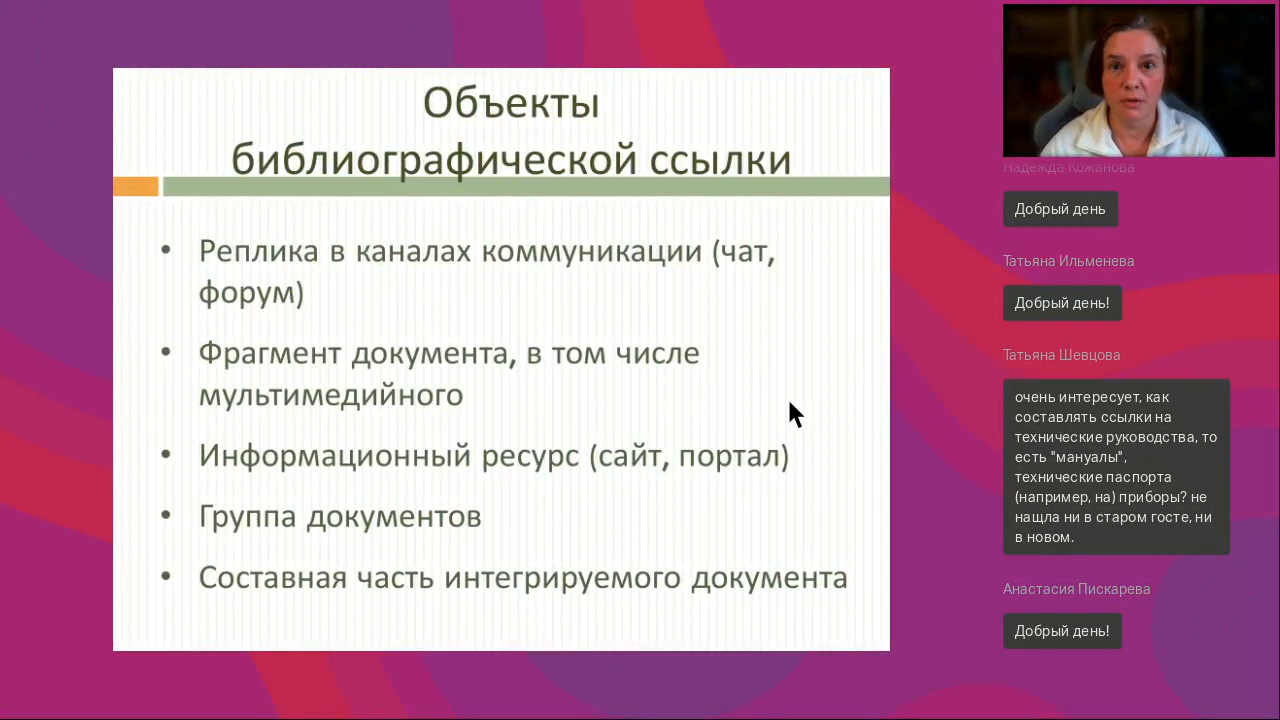 Объекты
библиографической ссылки
• Реплика в каналах коммуникации (чат,
форум)
• Фрагмент документа, в том числе
мультимедийного
• Информационный ресурс (сайт, портал)
• Группа документов
• Составная часть интегрируемого документа
Надежда Кожанова
Добрый день
Татьяна Ильменева
Добрый день!
Татьяна Шевцова
очень интересует, как
составлять ссылки на
технические руководства, то
есть "мануалы",
технические паспорта
(например, на) приборы? не
нащла ни в старом госте, ни
в новом.
Анастасия Пискарева
Добрый день!